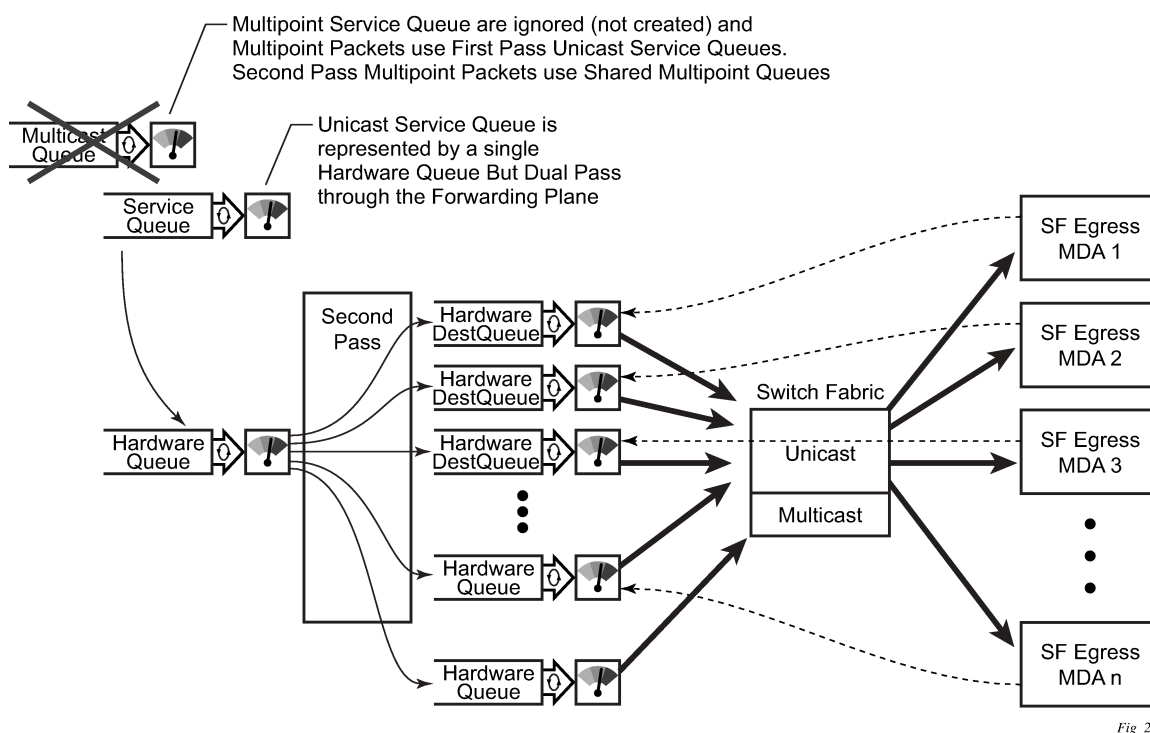 Multipoint Service Queue are ignored (not created) and
Multipoint Packets use First Pass Unicast Service Queues.
Second Pass Multipoint Packets use Shared Multipoint Queues
Multicast
Queue
Unicast Service Queue is
represented by a single
Hardware Queue But Dual Pass
through the Forwarding Plane
Service
Queue
SF Egress
MDA 1
Second
Pass
Hardware
DestQueue
SF Egress
MDA 2
Hardware
DestQueue
Switch Fabric
Hardware
Queue
Hardware
DestQueue
Unicast
SF Egress
MDA 3
Multicast
Hardware
Queue
SF Egress
MDA n
Hardware
Queue
Fig 2